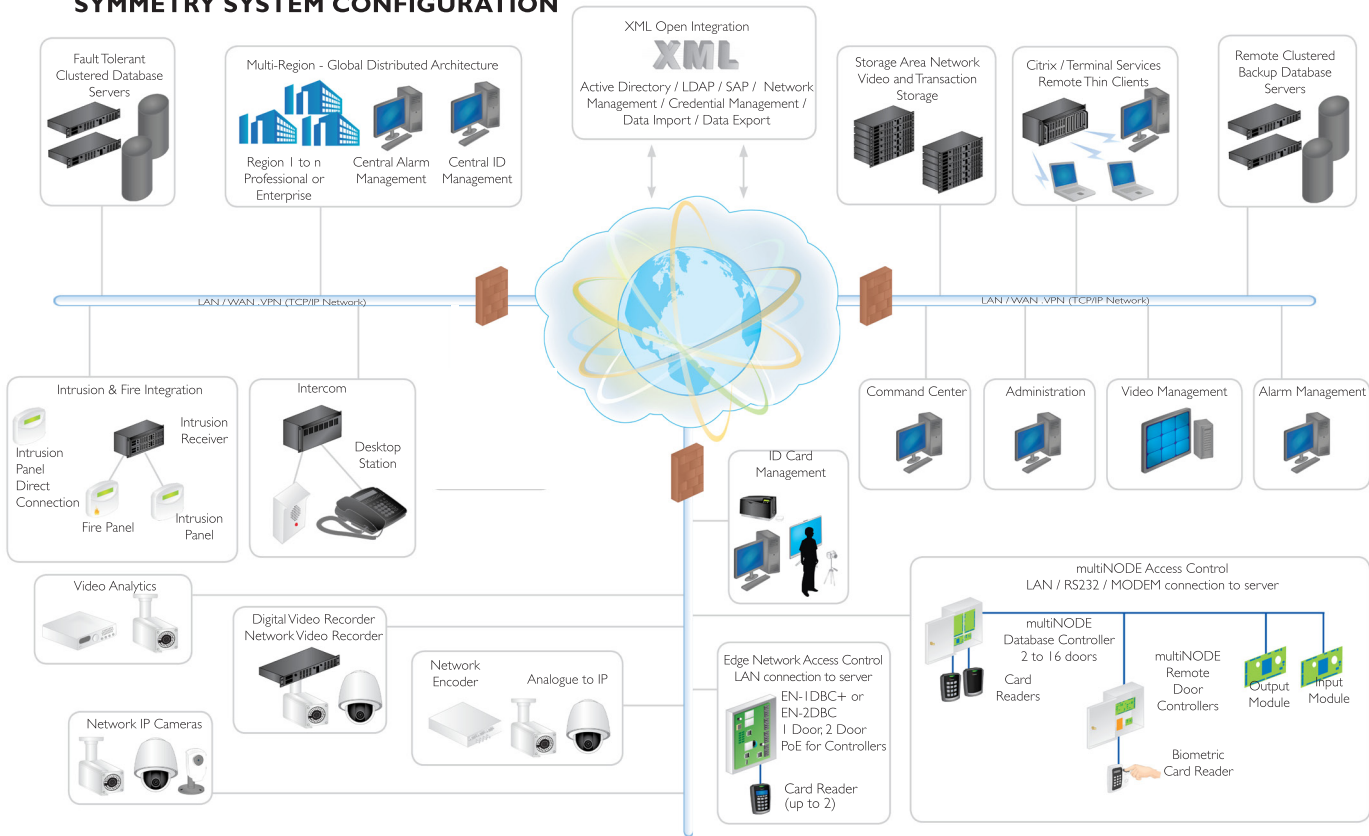 SYMMETRY SYSTEM CONFIGURATION
Fault Tolerant
Clustered Database
Servers
Multi-Region - Global Distributed Architecture
Region 1 to n
Professional or
Enterprise
Central Alarm
Management
Central ID
Management
XML Open Integration
XML
Active Directory / LDAP / SAP / Network
Management / Credential Management /
Data Import / Data Export
Storage Area Network
Video and Transaction
Storage
Citrix / Terminal Services
Remote Thin Clients
Remote Clustered
Backup Database
Servers
LAN / WAN .VPN (TCP/IP Network)
LAN / WAN .VPN (TCP/IP Network)
Intrusion & Fire Integration
Intrusion
Receiver
Intrusion
Panel
Direct
Connection
Fire Panel
Intrusion
Panel
Intercom
Desktop
Station
Command Center
Administration
Video Management
Alarm Management
ID Card
Management
Video Analytics
Digital Video Recorder
Network Video Recorder
Network
Encoder
Analogue to IP
Network IP Cameras
Edge Network Access Control
LAN connection to server
EN-1DBC+ or
EN-2DBC
1 Door, 2 Door
PoE for Controllers
Card Reader
(up to 2)
multiNODE Access Control
LAN / RS232 / MODEM connection to server
multiNODE
Database Controller
2 to 16 doors
Card
Readers
multiNODE
Remote
Door
Controllers
Output
Module
Input
Module
Biometric
Card Reader